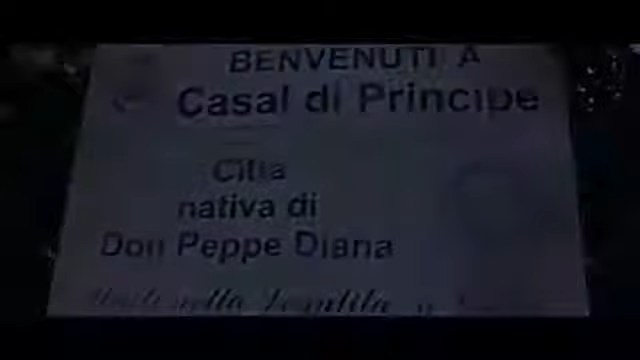 BENVENUTI A
Casal di Principe
Città
nativa di
Don Peppe Diana